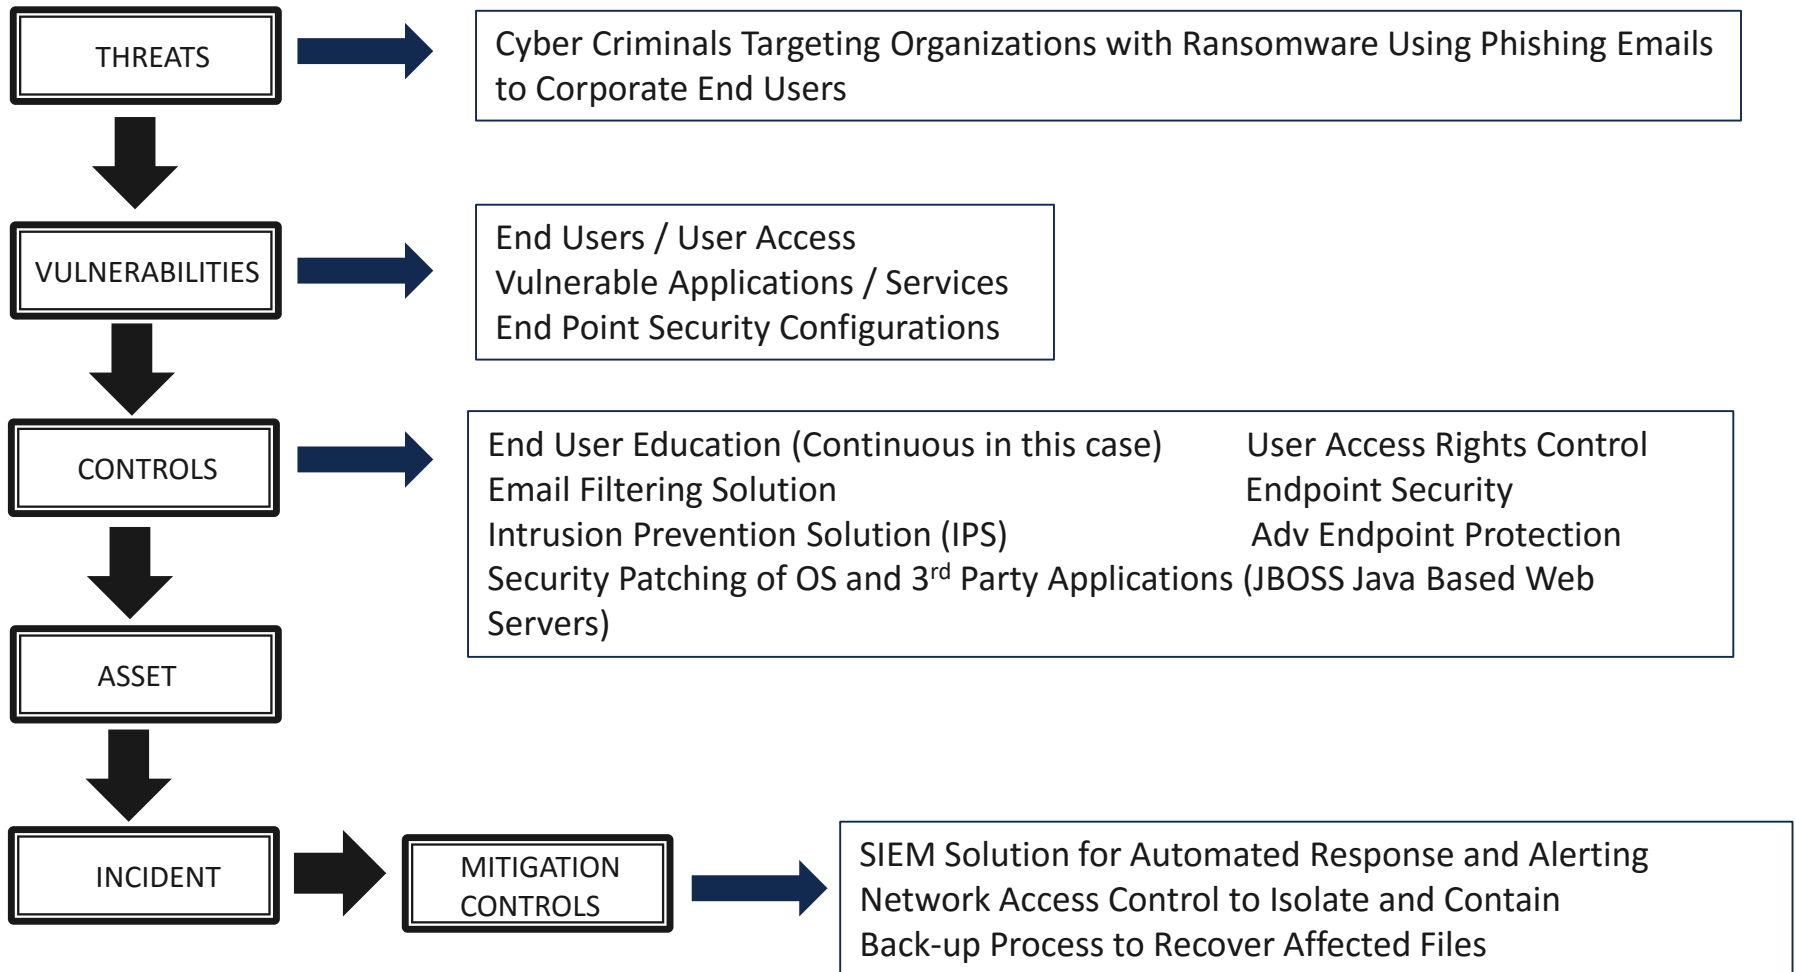 THREATS
Cyber Criminals Targeting Organizations with Ransomware Using Phishing Emails
to Corporate End Users
VULNERABILITIES
End Users / User Access
Vulnerable Applications / Services
End Point Security Configurations
CONTROLS
End User Education (Continuous in this case) User Access Rights Control
Email Filtering Solution Endpoint Security
Intrusion Prevention Solution (IPS) Adv Endpoint Protection
Security Patching of OS and 3rd Party Applications (JBOSS Java Based Web
Servers)
ASSET
INCIDENT
MITIGATION
CONTROLS
SIEM Solution for Automated Response and Alerting
Network Access Control to Isolate and Contain
Back-up Process to Recover Affected Files